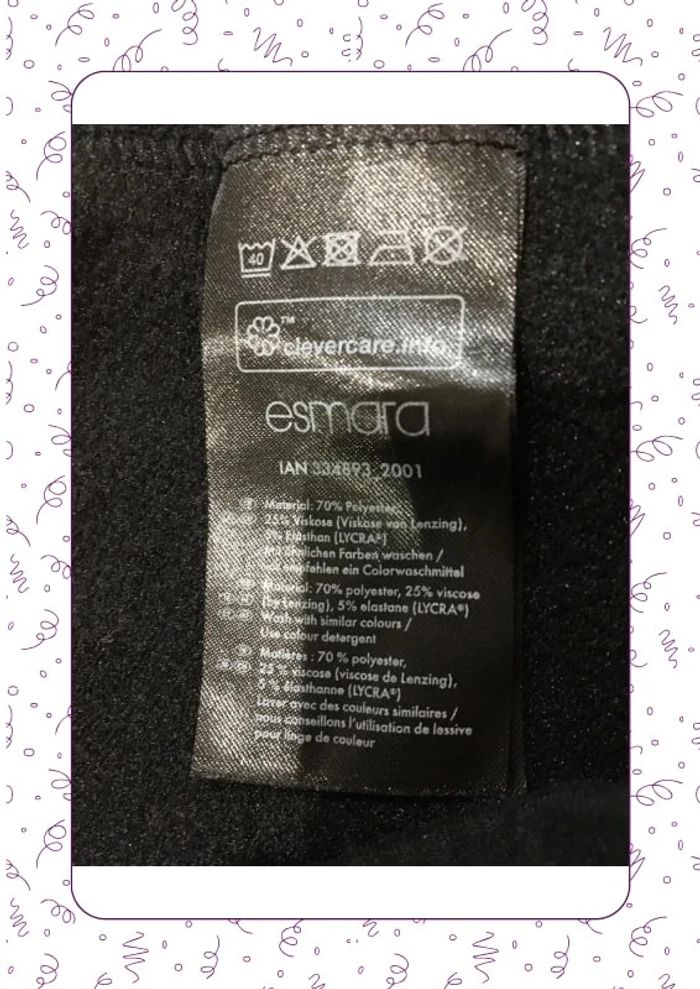 40
™
clevercare.info
esmara
IAN 334893_2001
Material: 70% Polyester,
25% Viskose (Viskose von Lenzing),
5% Elasthan (LYCRA®)
Mit ähnlichen Farben waschen /
wir empfehlen ein Colorwaschmittel
Material: 70% polyester, 25% viscose
(by Lenzing), 5% elastane (LYCRA®)
Wash with similar colours /
Use colour detergent
Matières : 70 % polyester,
25 % viscose (viscose de Lenzing),
5 % élasthanne (LYCRA®)
Laver avec des couleurs similaires /
nous conseillons l'utilisation de lessive
pour linge de couleur